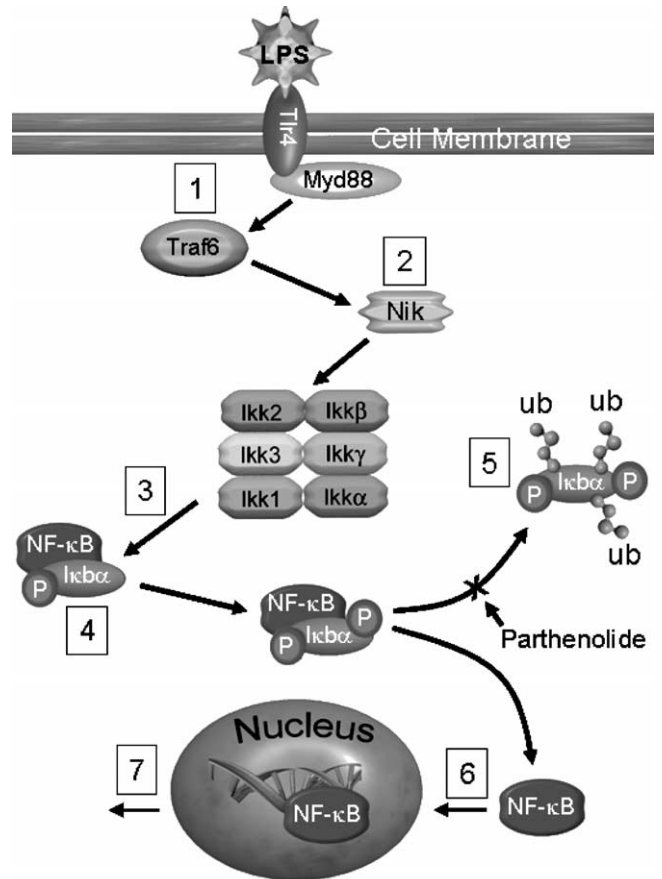 LPS
Tlr4
Cell Membrane
Myd88
1
Traf6
2
Nik
Ikk2 Ikkβ
Ikk3 Ikkγ
Ikk1 Ikkα
ub ub
5
P Iκbα P
ub
3
NF-κB
P Iκbα
4
NF-κB
P Iκbα P
Parthenolide
Nucleus
7
NF-κB
6
NF-κB